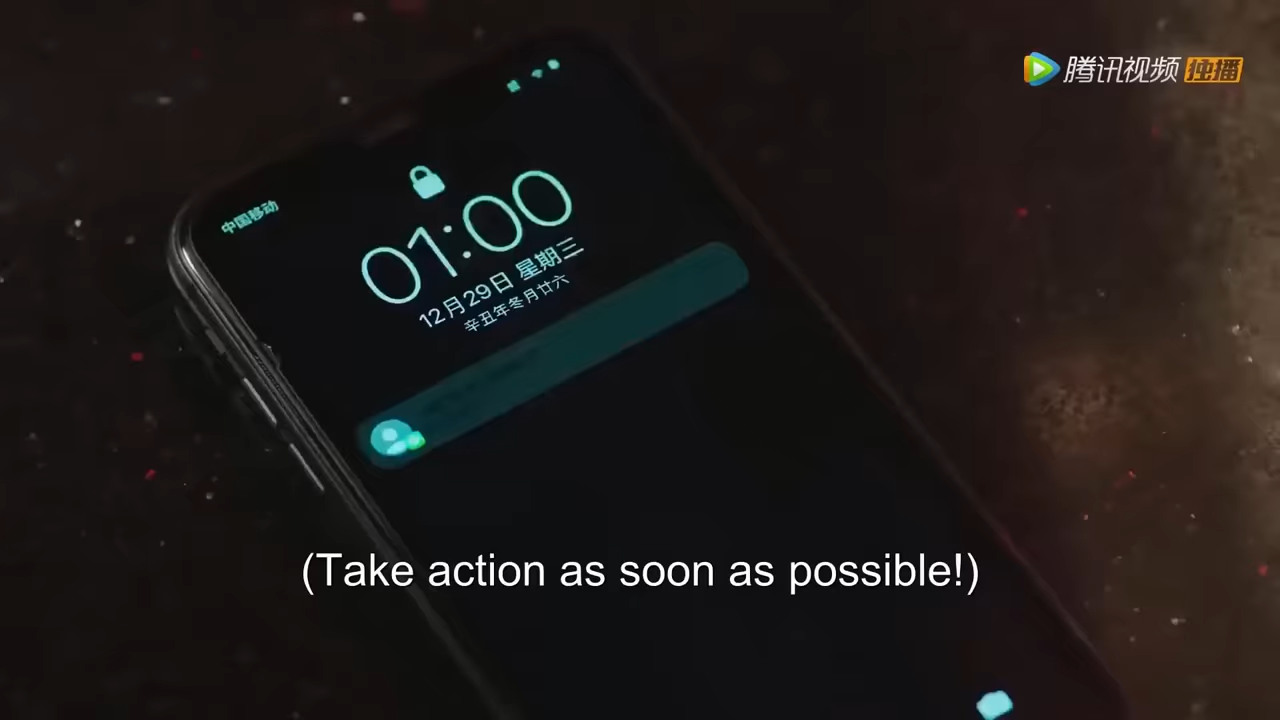 腾讯视频 独播
中国移动
01:00
12月29日 星期三
辛丑年冬月廿六
(Take action as soon as possible!)